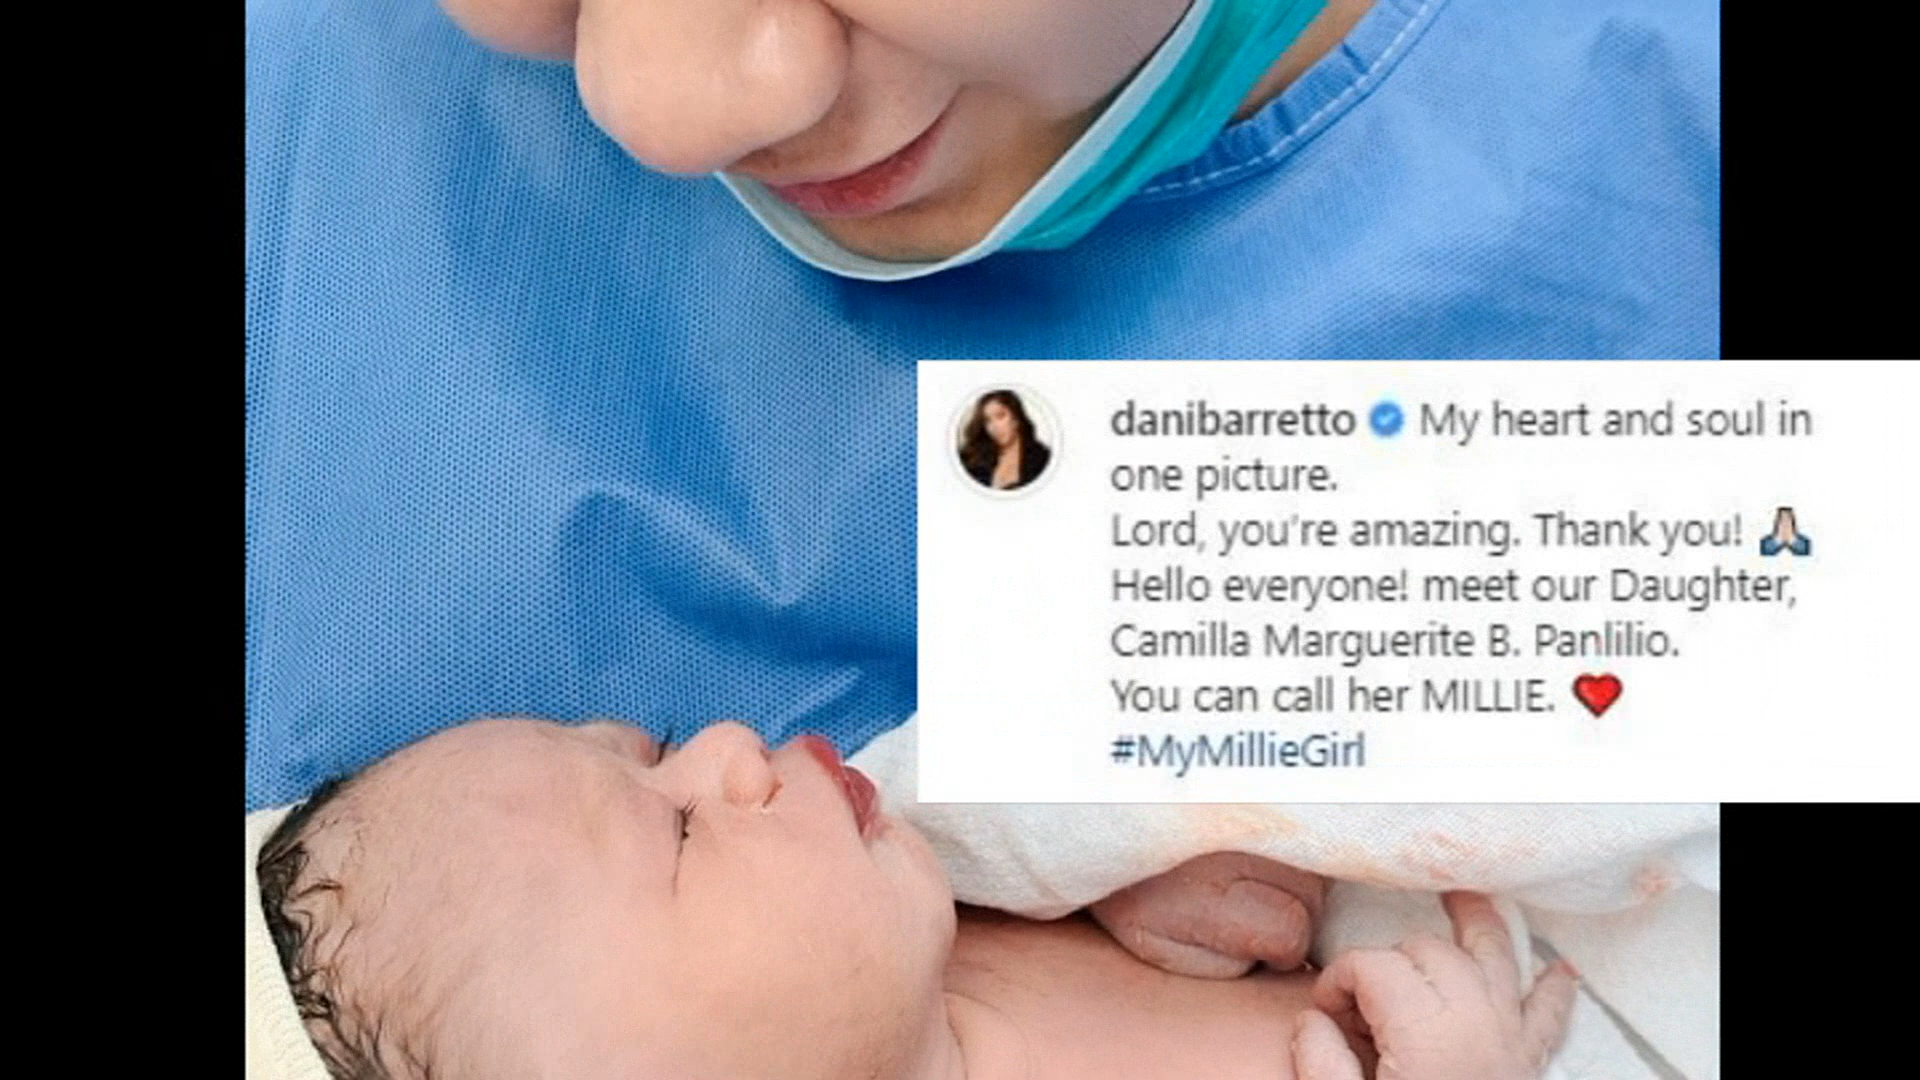 danibarretto My heart and soul in
one picture.
Lord, you're amazing. Thank you! 🙏🏻
Hello everyone! meet our Daughter,
Camilla Marguerite B. Panlilio.
You can call her MILLIE. ❤️
#MyMillieGirl